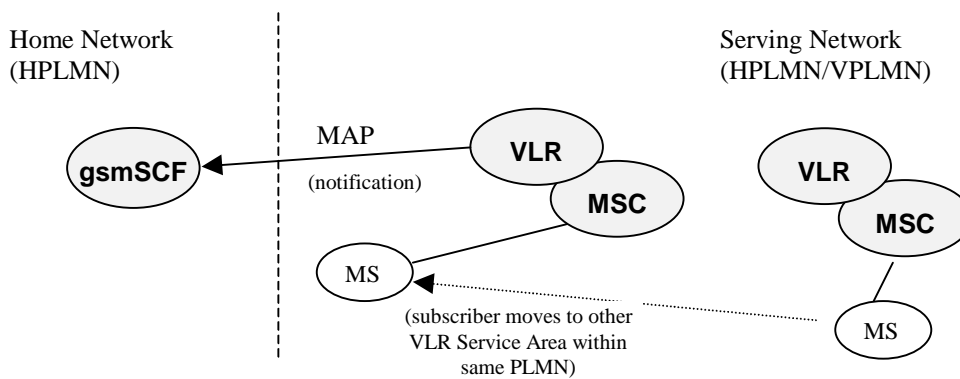 Home Network
(HPLMN)
Serving Network
(HPLMN/VPLMN)
MAP
(notification)
gsmSCF
VLR
MSC
VLR
MSC
MS
MS
(subscriber moves to other
VLR Service Area within
same PLMN)